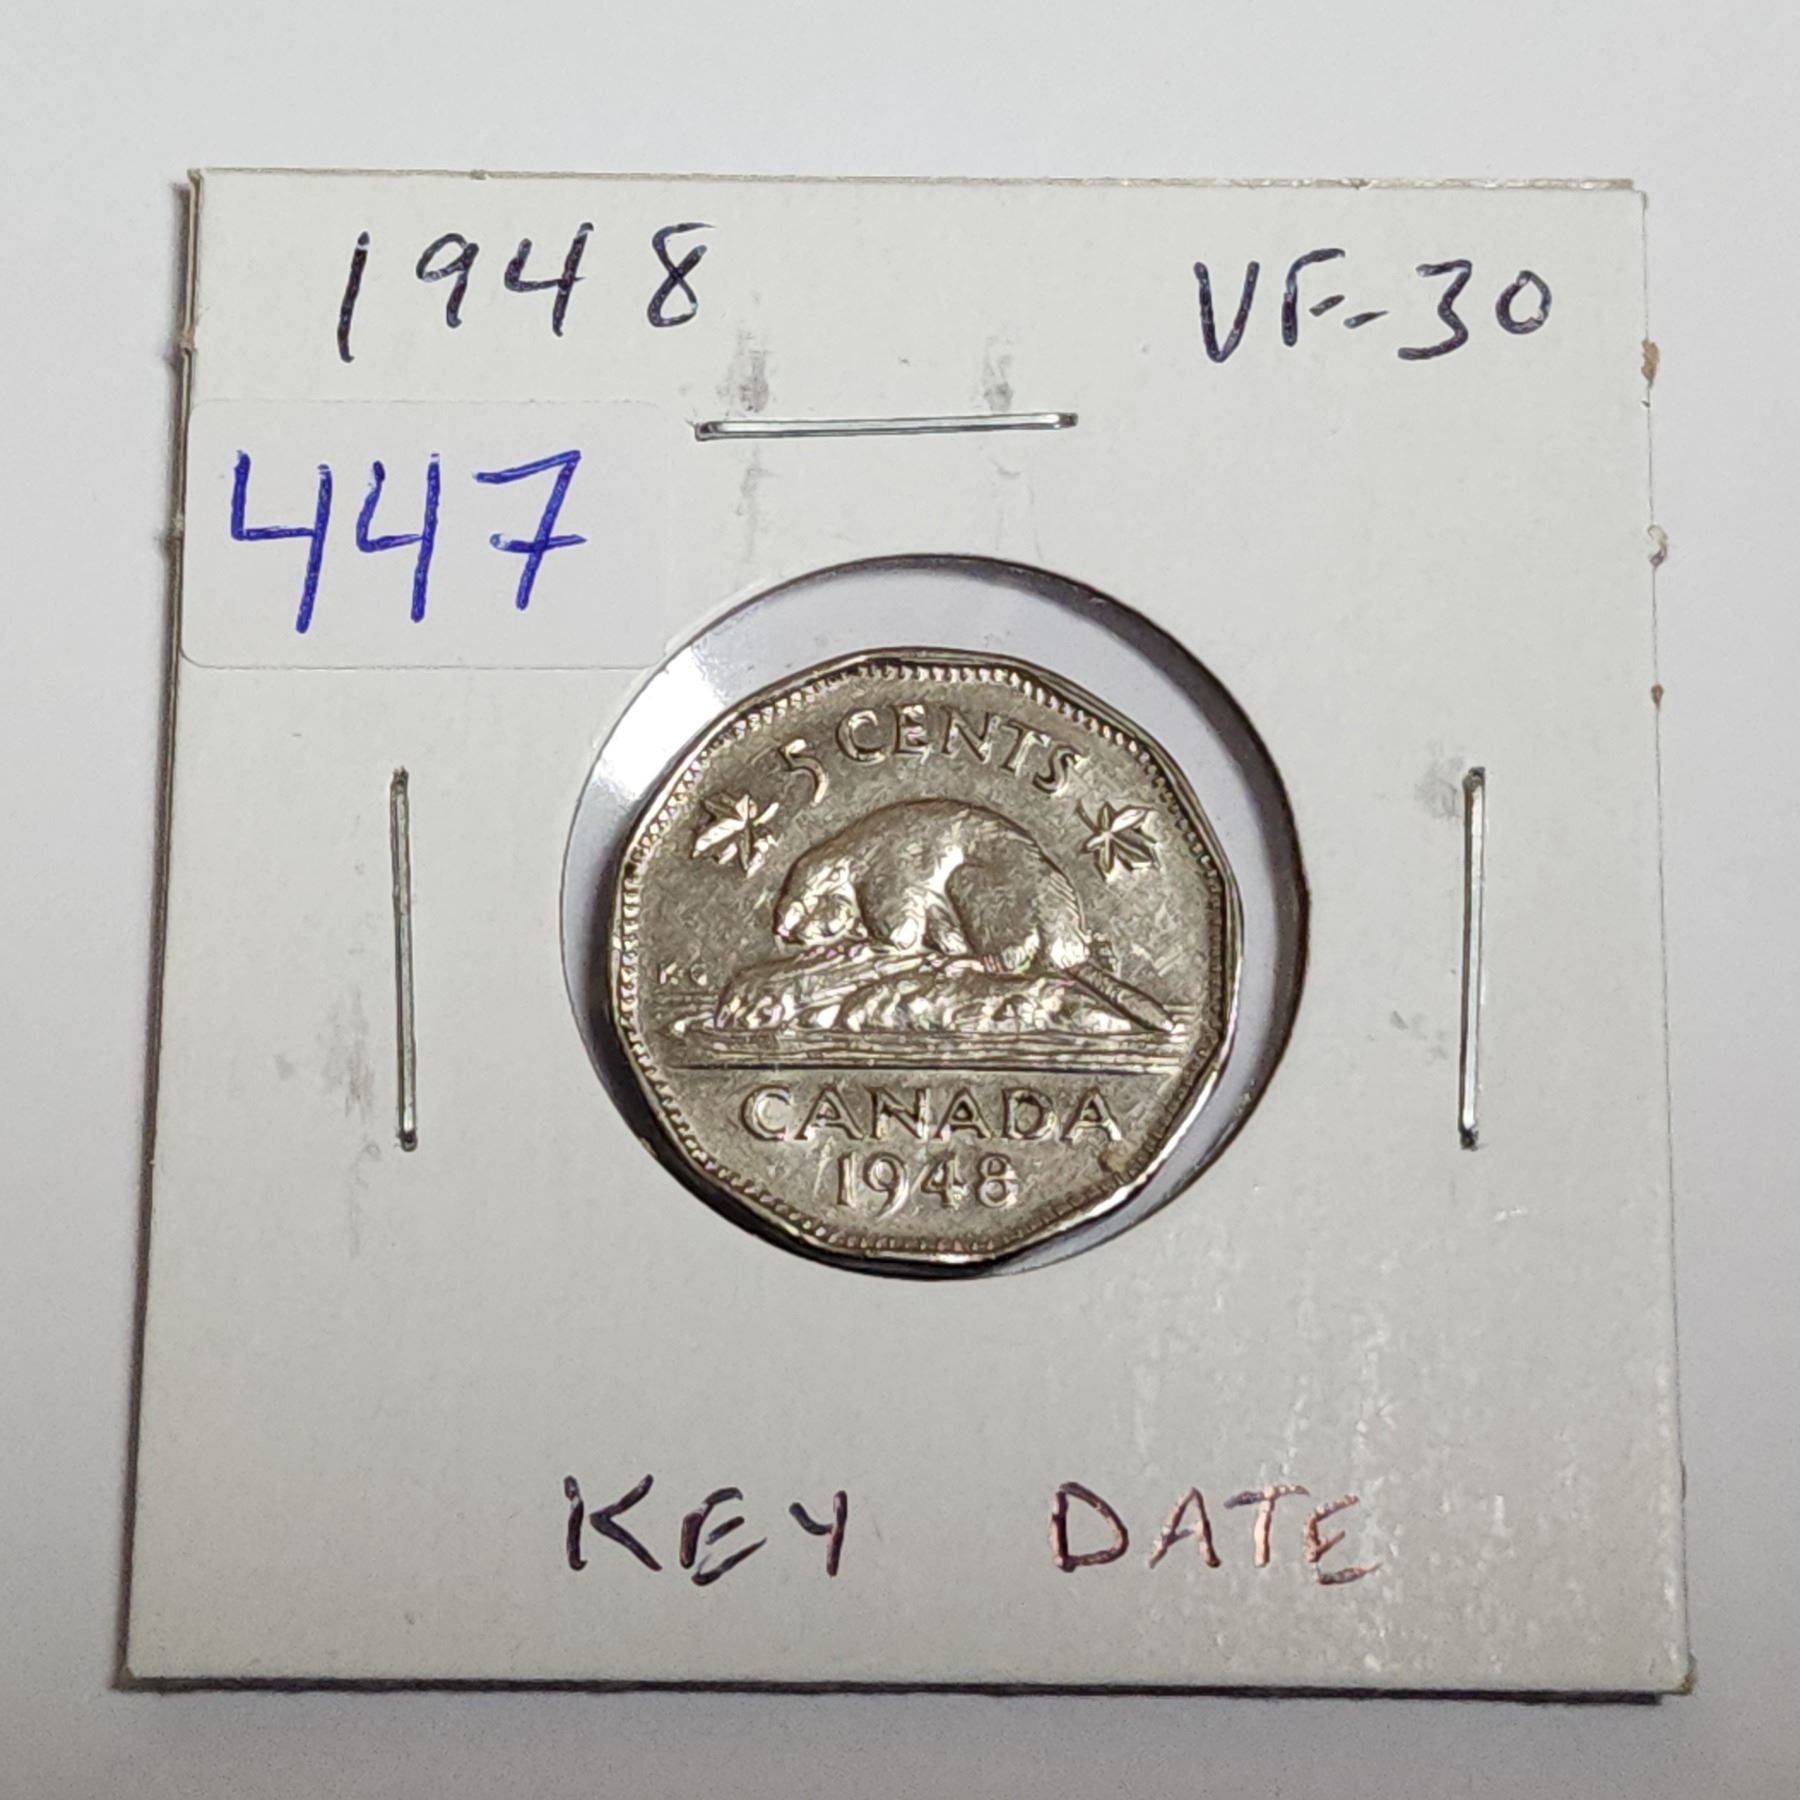 1948 VF-30
447
5 CENTS
KG
CANADA
1948
KEY DATE